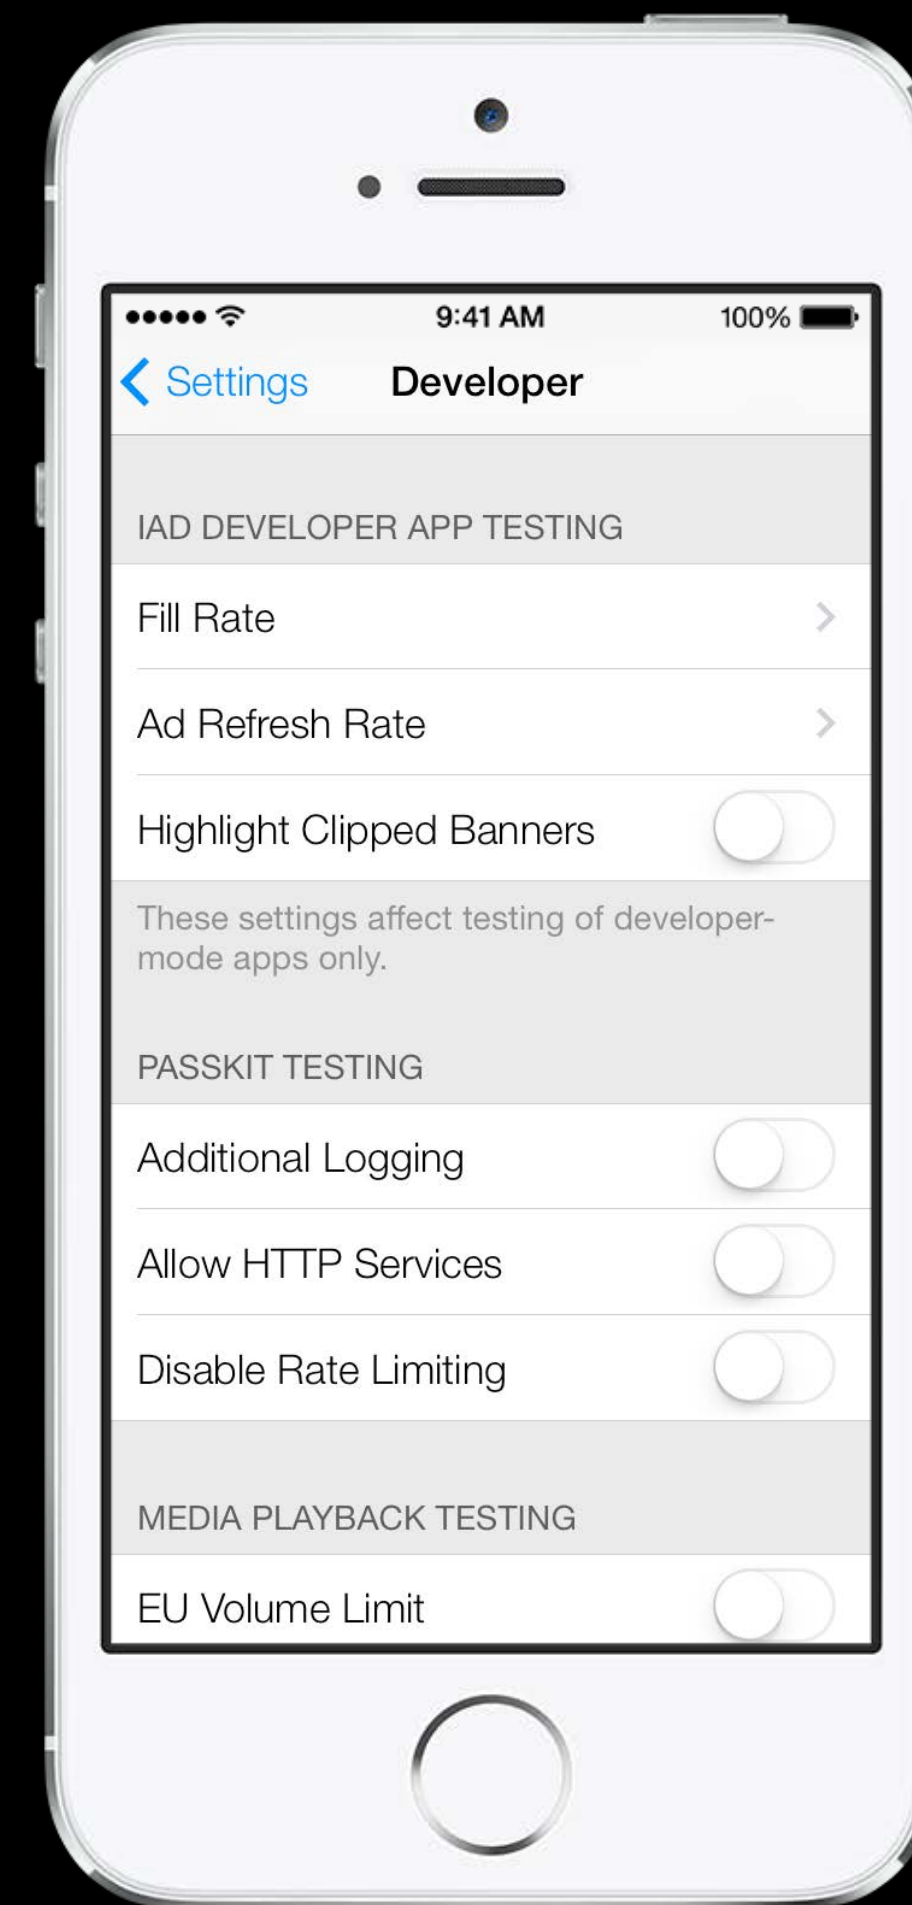 9:41 AM 100%
Settings Developer
IAD DEVELOPER APP TESTING
Fill Rate
Ad Refresh Rate
Highlight Clipped Banners
These settings affect testing of developer-
mode apps only.
PASSKIT TESTING
Additional Logging
Allow HTTP Services
Disable Rate Limiting
MEDIA PLAYBACK TESTING
EU Volume Limit